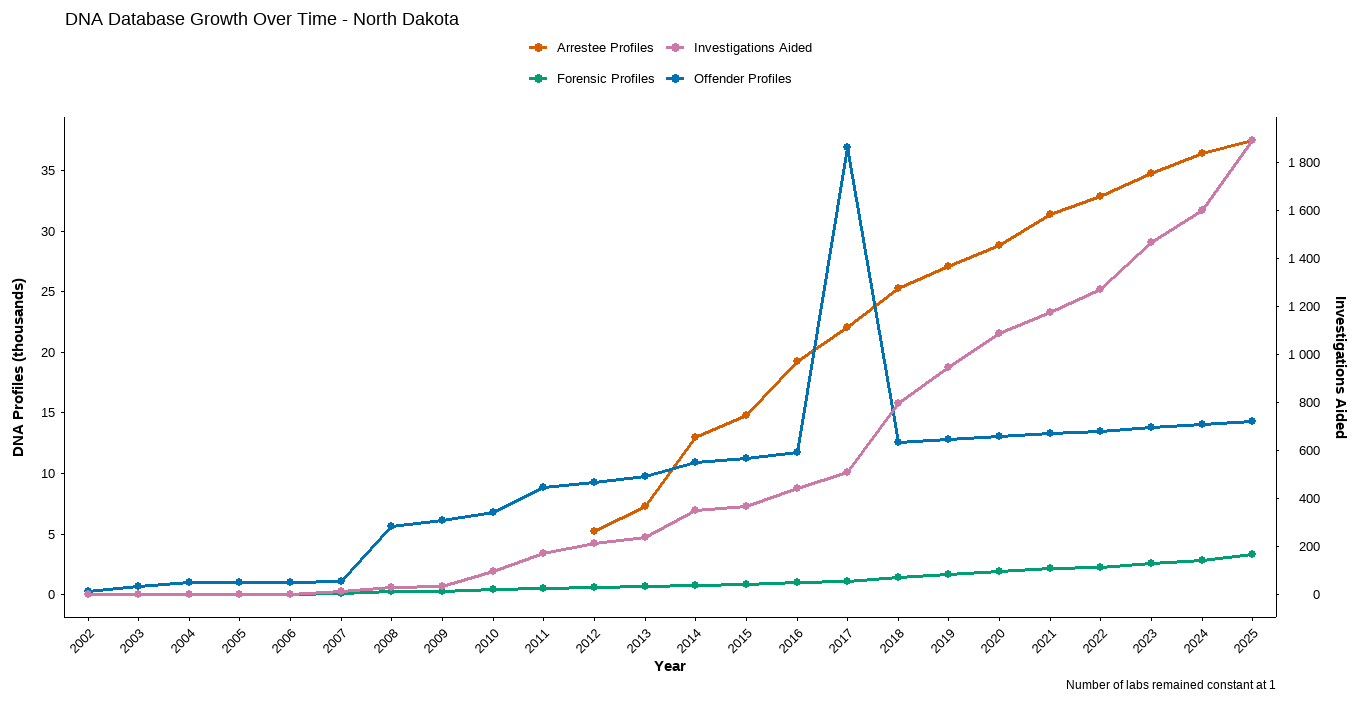 DNA Database Growth Over Time - North Dakota
Arrestee Profiles
Investigations Aided
Forensic Profiles
Offender Profiles
DNA Profiles (thousands)
35
30
25
20
15
10
5
0
1 800
1 600
1 400
1 200
1 000
800
600
400
200
0
Investigations Aided
2002 2003 2004 2005 2006 2007 2008 2009 2010 2011 2012 2013 2014 2015 2016 2017 2018 2019 2020 2021 2022 2023 2024 2025
Year
Number of labs remained constant at 1